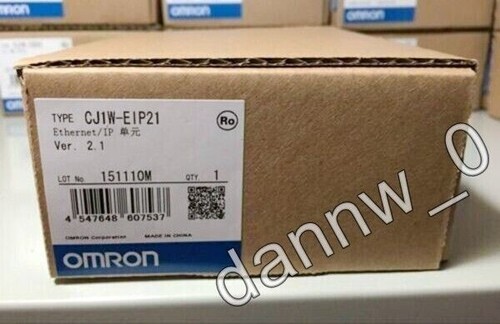 OMRON
TYPE CJ1W-EIP21
Ro
Ethernet/IP 单元
Ver. 2.1
LOT No 151110M QTY. 1
4 547648 607537
OMRON Corporation MADE IN CHINA
OMRON
dannw_0